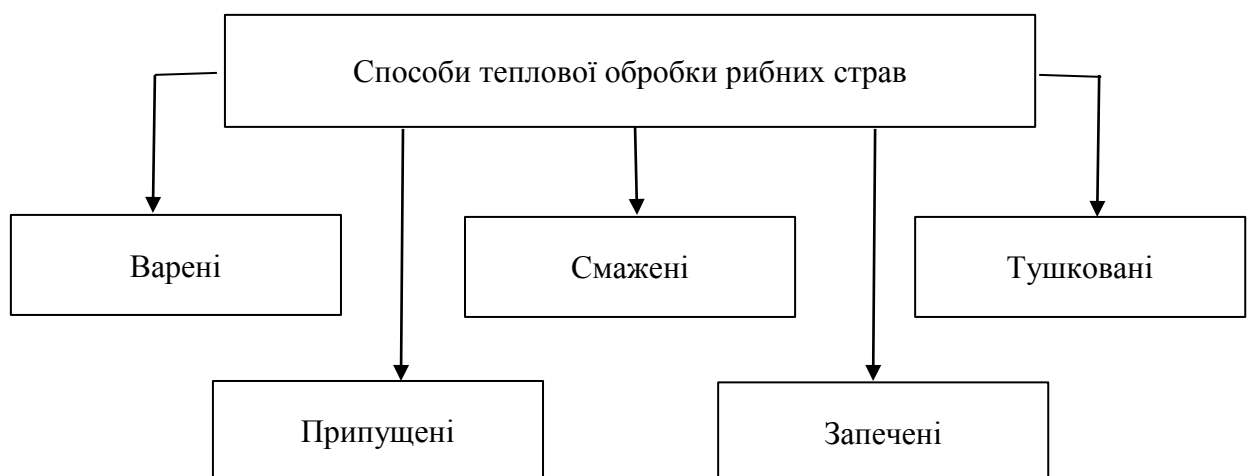 Способи теплової обробки рибних страв
Варені
Смажені
Тушковані
Припущені
Запечені